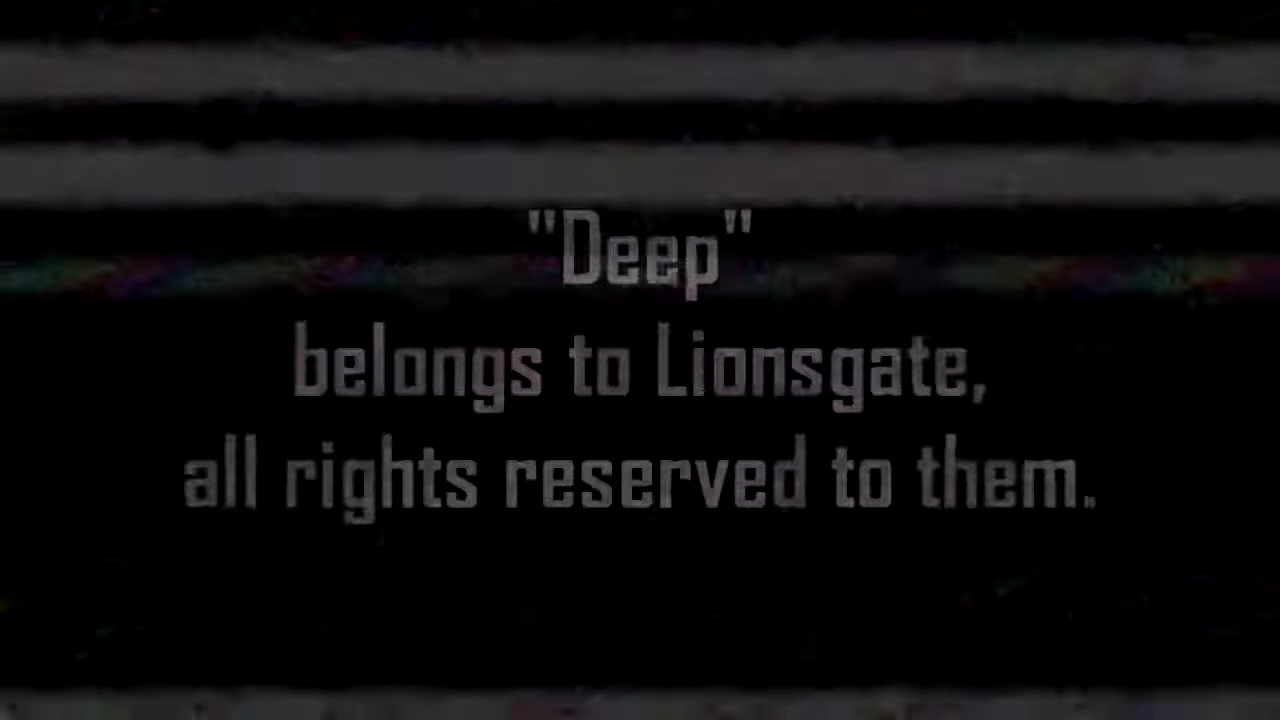 "Deep"
belongs to Lionsgate,
all rights reserved to them.